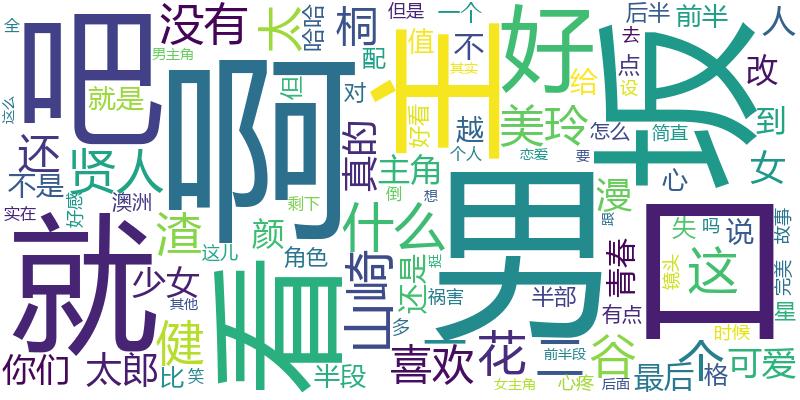 全 没有 太 哈哈 桐 但是 一个 后半 前半 人
男主角 吧 啊 主 好 坂 去 点 改
这么 就是 但 配 值 不 给 设
还 对 好看 其实 美玲 怎么 简直 到
贤人 真的 越 个人 恋爱 要 心 女
不是 主角 漫
实在 好感 澳洲 剩下 倒 想 男 跟 口 失 吗 说 故事
就 渣 颜 什么 青春 这
少女 这儿 角色 山崎 还是 镜头 完美
看 挺 祸害 半部 有点 星
健 其他 多 一 二 谷 个 时候
你们 太郎 比 笑 半段 喜欢 花 前半段 最后 格 可爱
女主角 心疼 后面